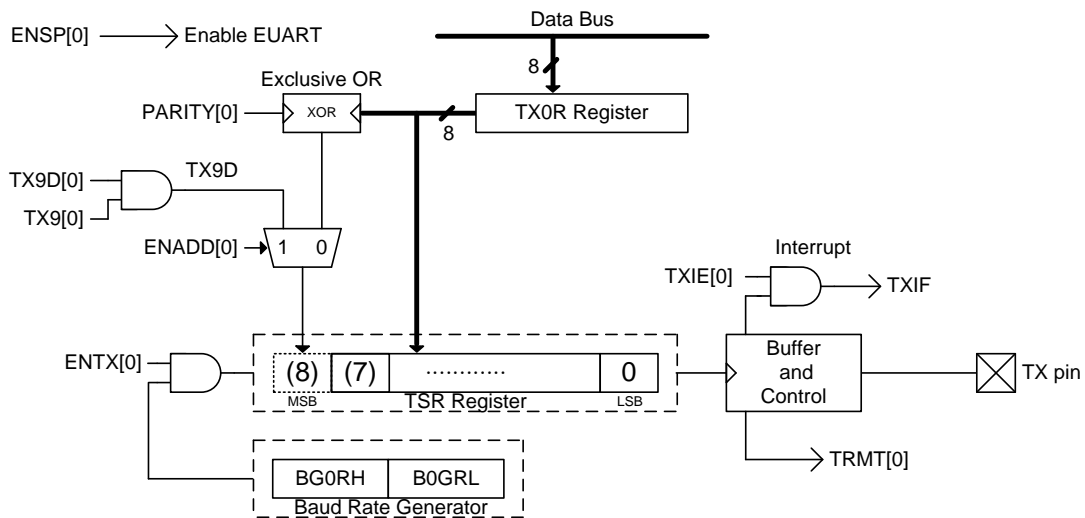 Data Bus
ENSP[0]
Enable EUART
8
Exclusive OR
PARITY[0]
XOR
8
TX0R Register
TX9D[0]
TX9D
TX9[0]
ENADD[0]
1
0
Interrupt
TXIE[0]
TXIF
ENTX[0]
(8)
(7)
............
0
MSB
TSR Register
LSB
Buffer
and
Control
TX pin
TRMT[0]
BG0RH
B0GRL
Baud Rate Generator